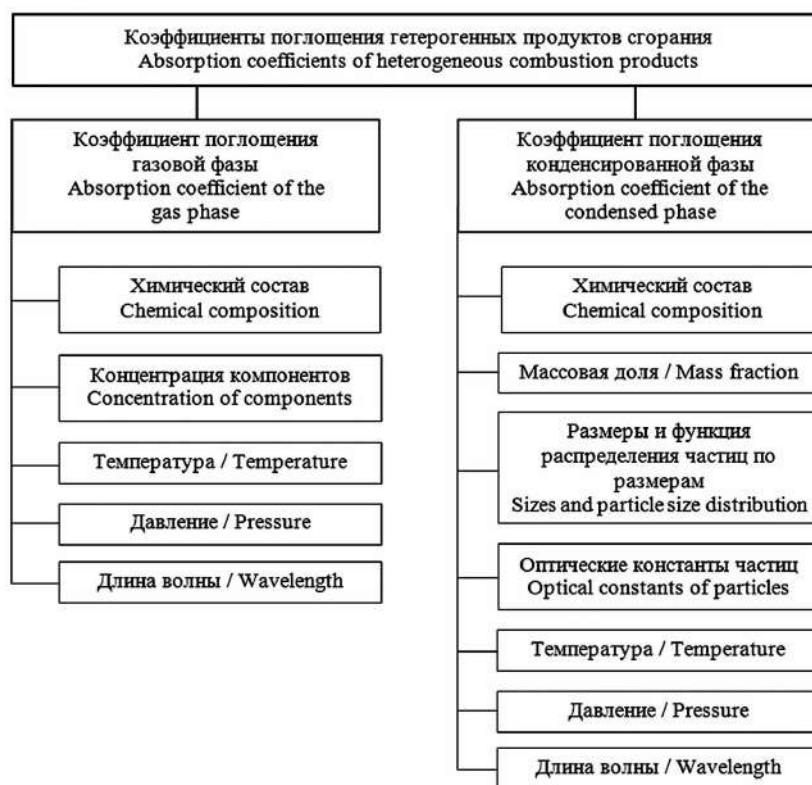 Коэффициенты поглощения гетерогенных продуктов сгорания
Absorption coefficients of heterogeneous combustion products
Коэффициент поглощения
газовой фазы
Absorption coefficient of the
gas phase
Химический состав
Chemical composition
Концентрация компонентов
Concentration of components
Температура / Temperature
Давление / Pressure
Длина волны / Wavelength
Коэффициент поглощения
конденсированной фазы
Absorption coefficient of the
condensed phase
Химический состав
Chemical composition
Массовая доля / Mass fraction
Размеры и функция
распределения частиц по
размерам
Sizes and particle size distribution
Оптические константы частиц
Optical constants of particles
Температура / Temperature
Давление / Pressure
Длина волны / Wavelength